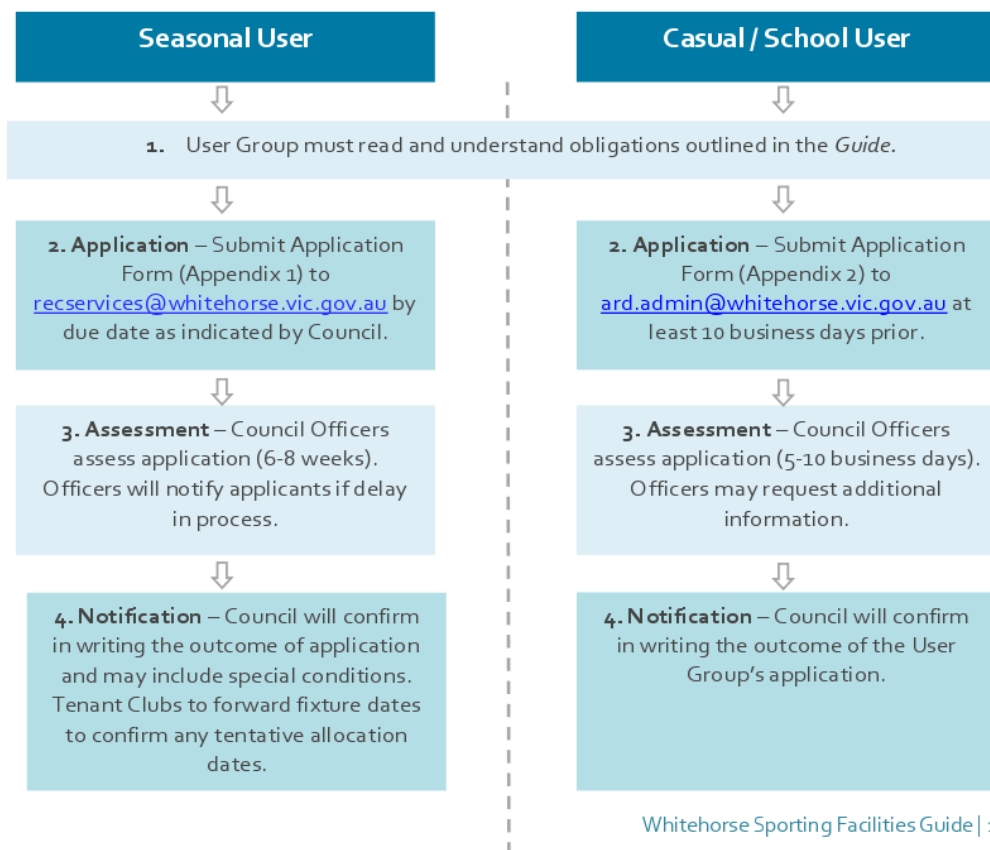 Seasonal User
Casual / School User
1. User Group must read and understand obligations outlined in the Guide.
2. Application – Submit Application
Form (Appendix 1) to
recservices@whitehorse.vic.gov.au by
due date as indicated by Council.
2. Application – Submit Application
Form (Appendix 2) to
ard.admin@whitehorse.vic.gov.au at
least 10 business days prior.
3. Assessment – Council Officers
assess application (6-8 weeks).
Officers will notify applicants if delay
in process.
3. Assessment – Council Officers
assess application (5-10 business days).
Officers may request additional
information.
4. Notification – Council will confirm
in writing the outcome of application
and may include special conditions.
Tenant Clubs to forward fixture dates
to confirm any tentative allocation
dates.
4. Notification – Council will confirm
in writing the outcome of the User
Group's application.
Whitehorse Sporting Facilities Guide |